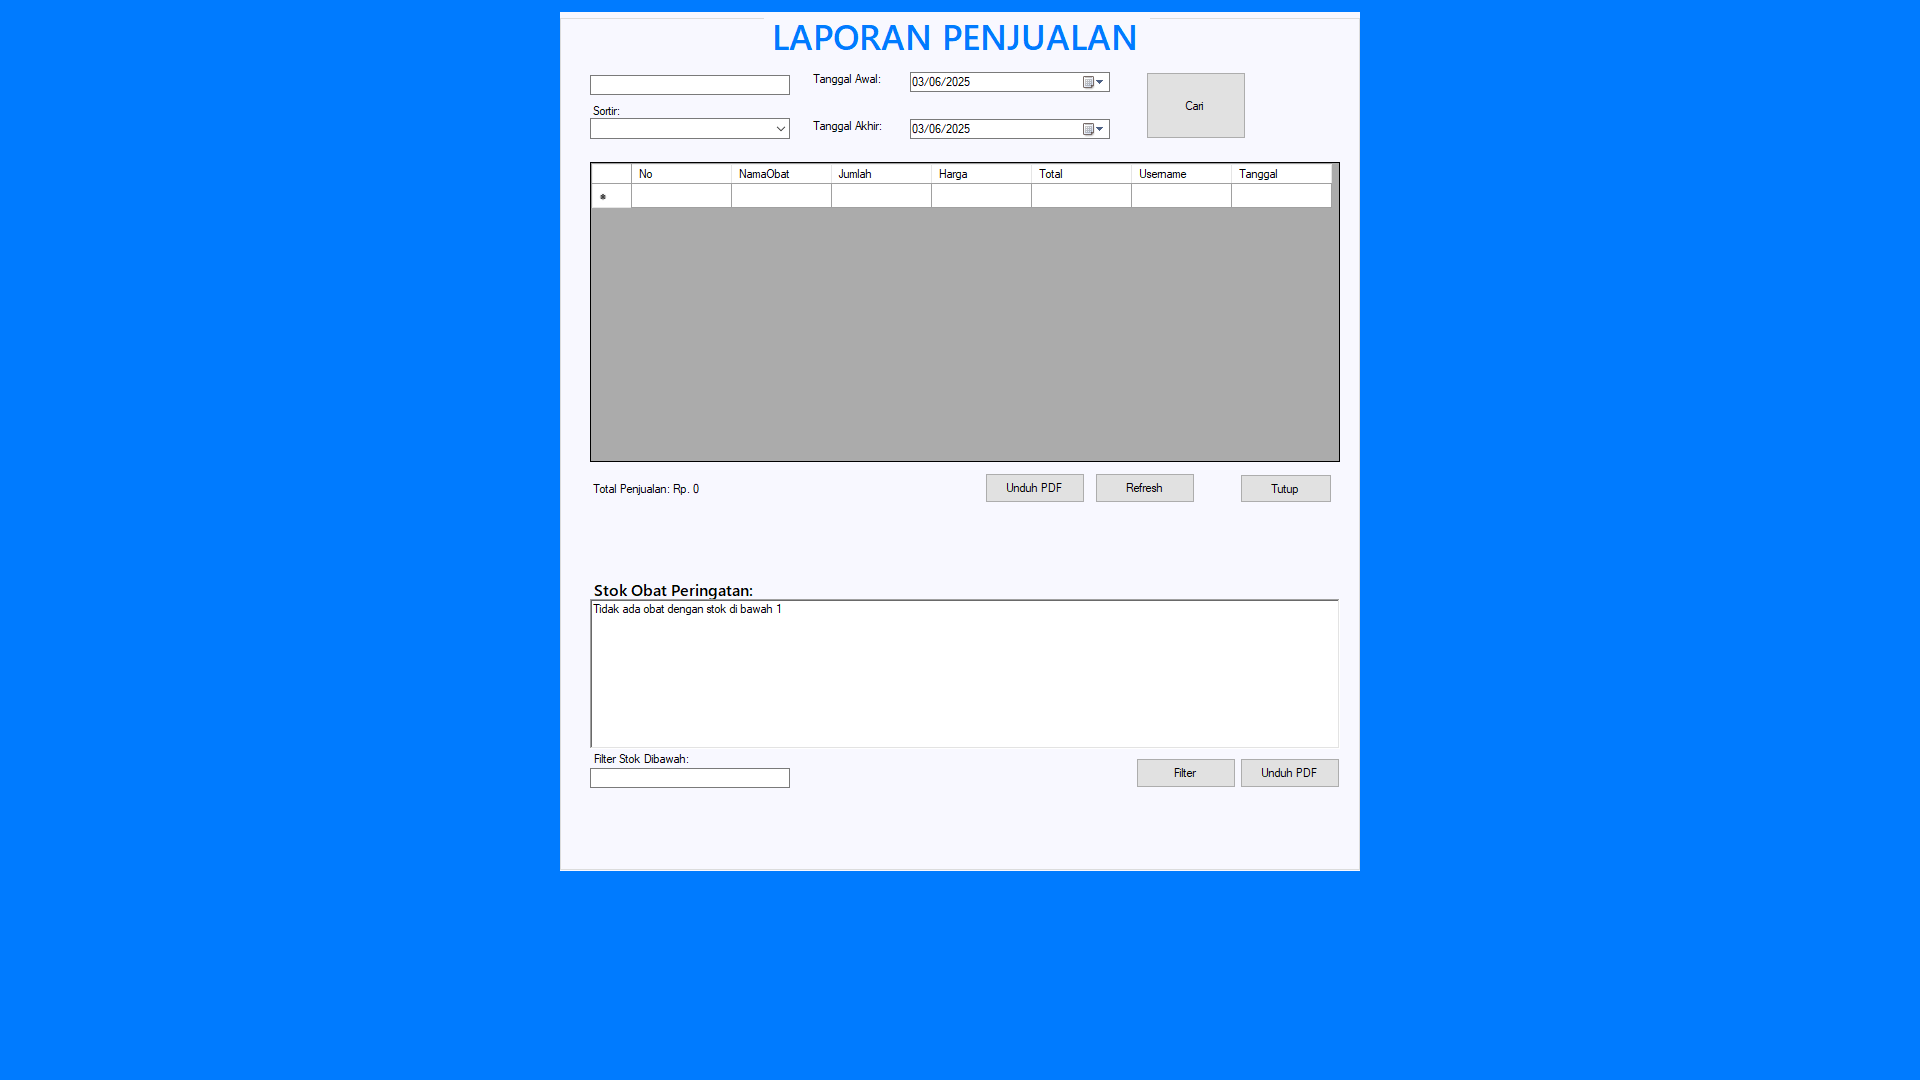 LAPORAN PENJUALAN
Tanggal Awal: 03/06/2025
Cari
Sortir:
Tanggal Akhir: 03/06/2025
No NamaObat Jumlah Harga Total Username Tanggal
Total Penjualan: Rp. 0 Unduh PDF Refresh Tutup
Stok Obat Peringatan:
Tidak ada obat dengan stok di bawah 1
Filter Stok Dibawah:
Filter Unduh PDF